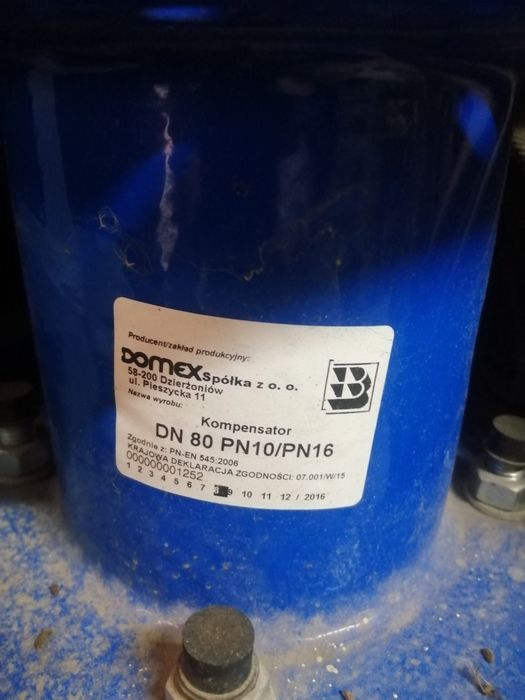 Producent/zakład produkcyjny:
DOMEX Spółka z o. o.
58-200 Dzierżoniów
ul. Pieszycka 11
Nazwa wyrobu:
Kompensator
DN 80 PN10/PN16
Zgodnie z: PN-EN 545:2006
KRAJOWA DEKLARACJA ZGODNOŚCI: 07.001/W/15
000000001252
1 2 3 4 5 6 7 8 9 10 11 12 / 2016
B